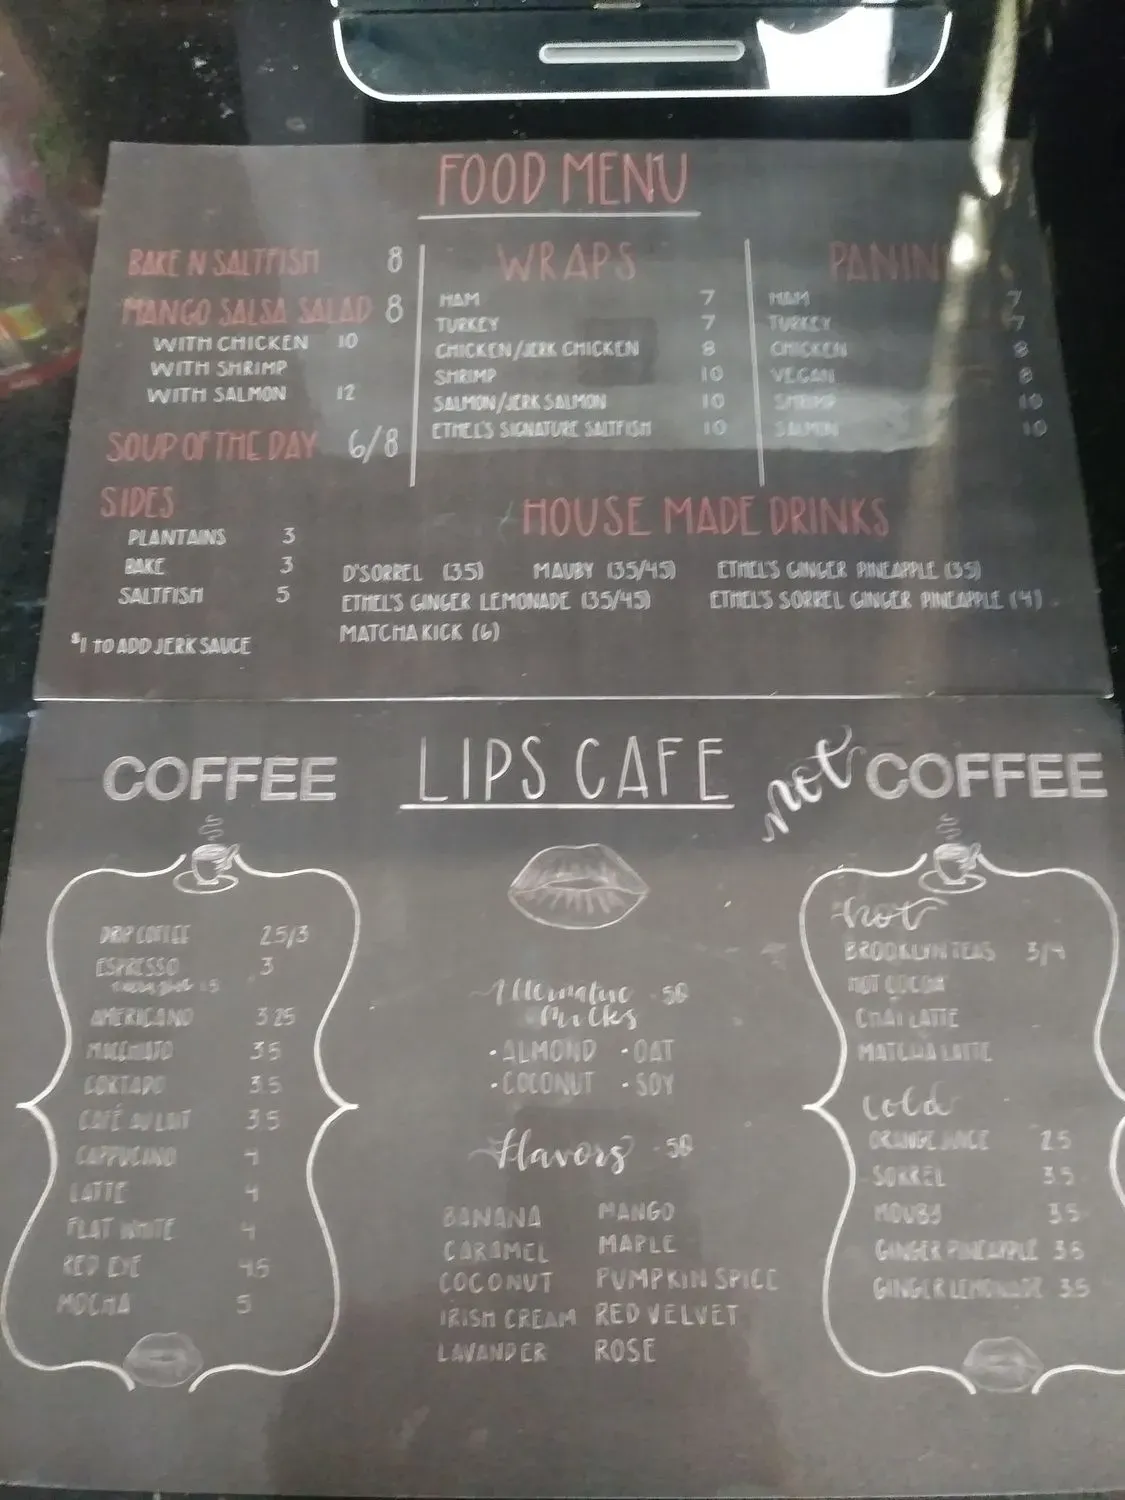 FOOD MENU
BAKE N SALTFISH 8
MANGO SALSA SALAD 8
WITH CHICKEN 10
WITH SHRIMP
WITH SALMON 12
SOUP OF THE DAY 6/8
SIDES
PLANTAINS 3
BAKE 3
SALTFISH 5
$1 TO ADD JERK SAUCE
WRAPS
HAM 7
TURKEY 7
CHICKEN/JERK CHICKEN 8
SHRIMP 10
SALMON/JERK SALMON 10
ETHEL'S SIGNATURE SALTFISH 10
PANINI
HAM 7
TURKEY 7
CHICKEN 8
VEGAN 8
SHRIMP 10
SALMON 10
HOUSE MADE DRINKS
D'SORREL (3.5) MAUBY (3.5/4.5) ETHEL'S GINGER PINEAPPLE (3.5)
ETHEL'S GINGER LEMONADE (3.5/4.5) ETHEL'S SORREL GINGER PINEAPPLE (4)
MATCHA KICK (6)
LIPS CAFE
COFFEE
DRIP COFFEE 2.5/3
ESPRESSO 3
AMERICANO 3.25
MACCHIATO 3.5
CORTADO 3.5
CAFÉ AU LAIT 3.5
CAPPUCINO 4
LATTE 4
FLAT WHITE 4
RED EYE 4.5
MOCHA 5
Alternative .50
Milks
• ALMOND • OAT
• COCONUT • SOY
Flavors .50
BANANA MANGO
CARAMEL MAPLE
COCONUT PUMPKIN SPICE
IRISH CREAM RED VELVET
LAVANDER ROSE
not COFFEE
hot
BROOKLYN TEAS 3/4
HOT COCOA
CHAI LATTE
MATCHA LATTE
cold
ORANGE JUICE 2.5
SORREL 3.5
MOUBY 3.5
GINGER PINEAPPLE 3.5
GINGER LEMONADE 3.5